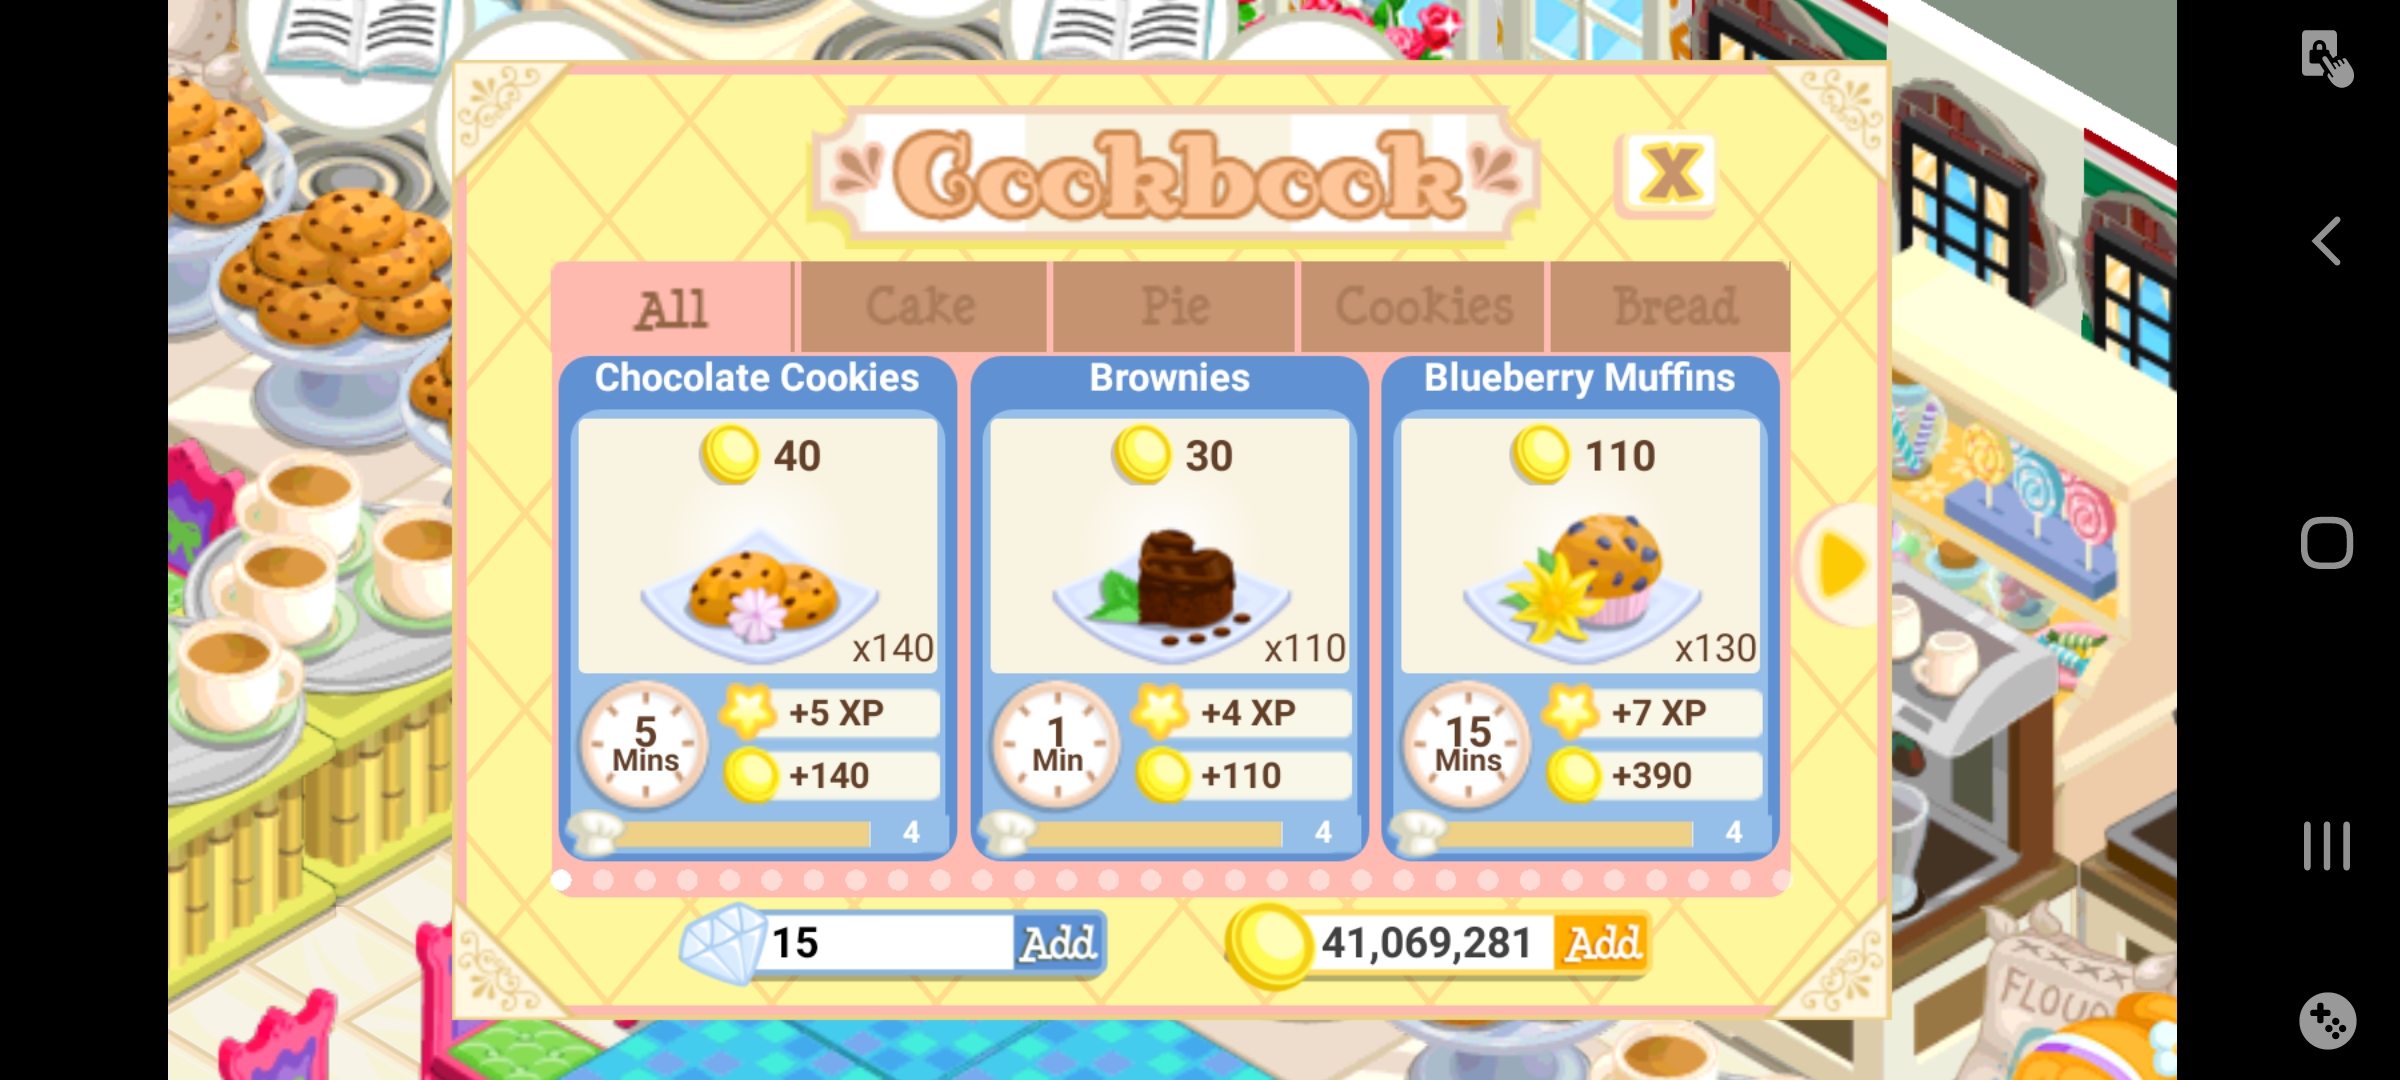 Cookbook
X
All
Cake
Pie
Cookies
Bread
Chocolate Cookies
40
x140
5
Mins
+5 XP
+140
4
Brownies
30
x110
1
Min
+4 XP
+110
4
Blueberry Muffins
110
x130
15
Mins
+7 XP
+390
4
15
Add
41,069,281
Add
FLOUR